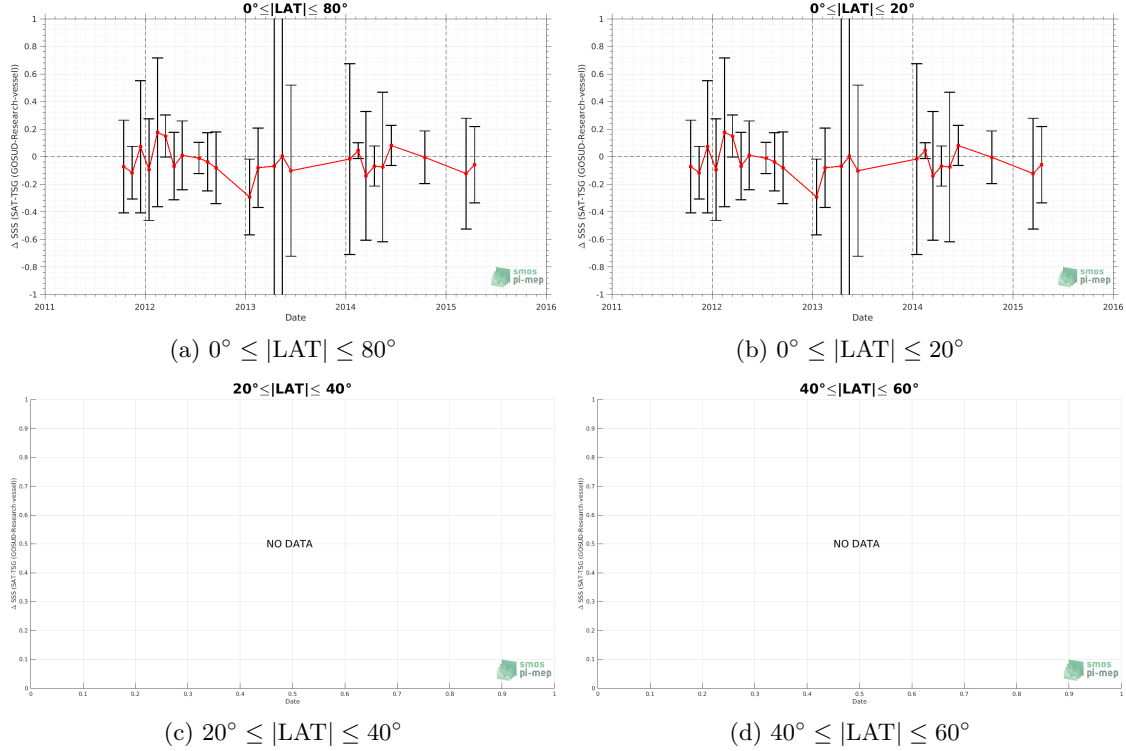 0°≤|LAT|≤ 80°
1
0.8
0.6
0.4
0.2
0
-0.2
-0.4
-0.6
-0.8
-1
Δ SSS (SAT-TSG (GOSUD-Research-vessel))
2011 2012 2013 2014 2015 2016
Date
smos
pi-mep
(a) 0° ≤ |LAT| ≤ 80°
0°≤|LAT|≤ 20°
1
0.8
0.6
0.4
0.2
0
-0.2
-0.4
-0.6
-0.8
-1
Δ SSS (SAT-TSG (GOSUD-Research-vessel))
2011 2012 2013 2014 2015 2016
Date
smos
pi-mep
(b) 0° ≤ |LAT| ≤ 20°
20°≤|LAT|≤ 40°
1
0.9
0.8
0.7
0.6
0.5
0.4
0.3
0.2
0.1
0
Δ SSS (SAT-TSG (GOSUD-Research-vessel))
NO DATA
0 0.1 0.2 0.3 0.4 0.5 0.6 0.7 0.8 0.9 1
Date
smos
pi-mep
(c) 20° ≤ |LAT| ≤ 40°
40°≤|LAT|≤ 60°
1
0.9
0.8
0.7
0.6
0.5
0.4
0.3
0.2
0.1
0
Δ SSS (SAT-TSG (GOSUD-Research-vessel))
NO DATA
0 0.1 0.2 0.3 0.4 0.5 0.6 0.7 0.8 0.9 1
Date
smos
pi-mep
(d) 40° ≤ |LAT| ≤ 60°